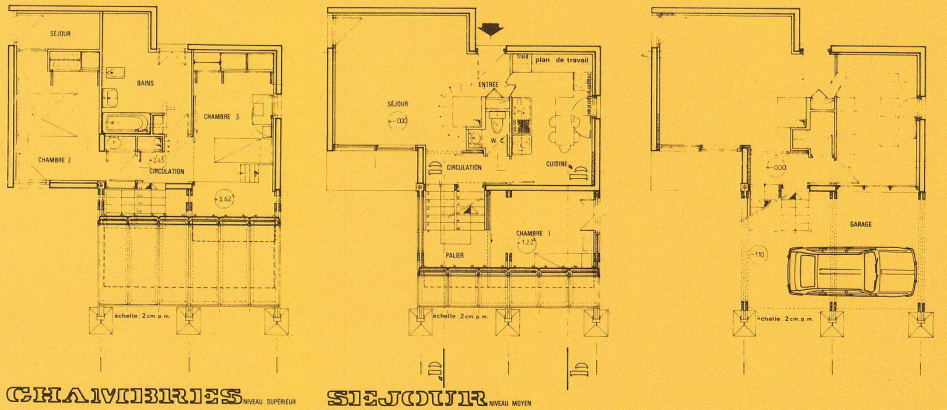 SÉJOUR
BAINS
CHAMBRE 3
CHAMBRE 2
+2.43
CIRCULATION
+3.62
échelle : 2 cm p.m.
CHAMBRES NIVEAU SUPÉRIEUR
plan de travail
ENTRÉE
SÉJOUR
W.C.
CIRCULATION
CUISINE
CHAMBRE 1
+1.22
PALIER
échelle : 2 cm p.m.
SEJOUR NIVEAU MOYEN
GARAGE
-1.10
échelle : 2 cm p.m.